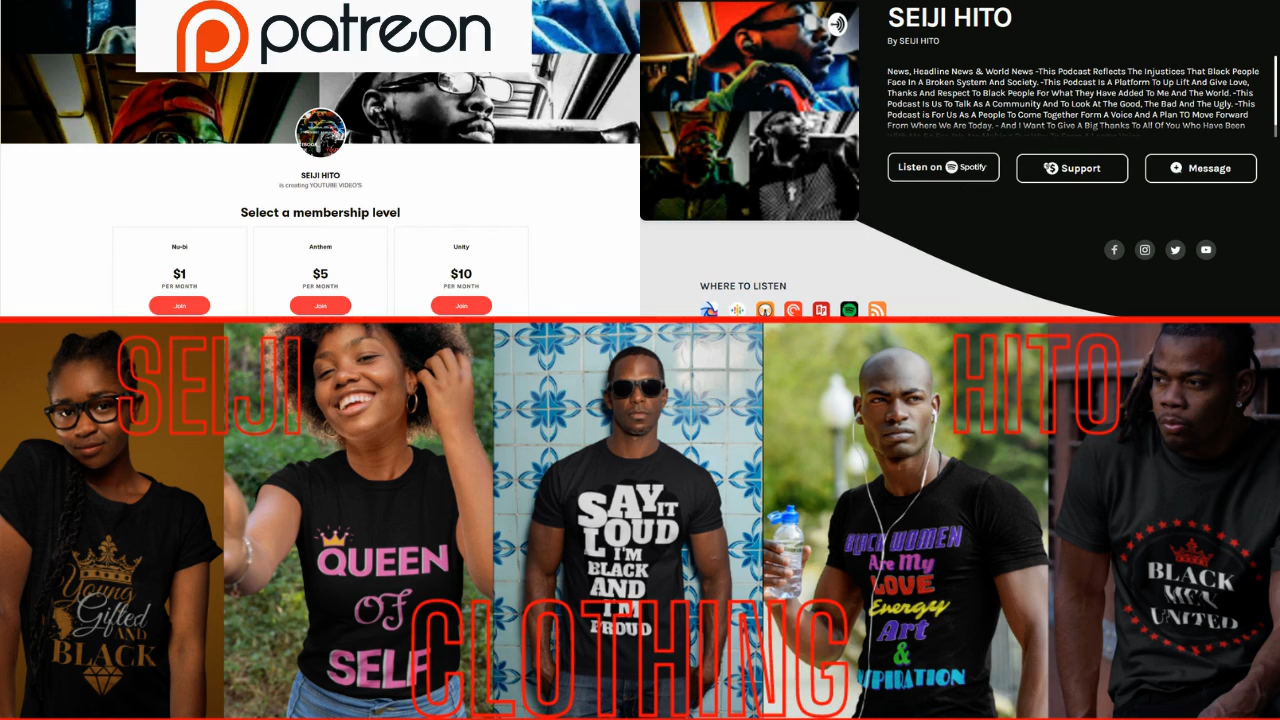 patreon
SEIJI HITO
is creating YOUTUBE VIDEO'S
Select a membership level
Nu-bi
Anthem
Unity
$1
$5
$10
PER MONTH
PER MONTH
PER MONTH
Join
Join
Join
SEIJI HITO
By SEIJI HITO
News, Headline News & World News -This Podcast Reflects The Injustices That Black People
Face In A Broken System And Society. -This Podcast Is A Platform To Up Lift And Give Love,
Thanks And Respect To Black People For What They Have Added To Me And The World. -This
Podcast Is Us To Talk As A Community And To Look At The Good, The Bad And The Ugly. -This
Podcast is For Us As A People To Come Together Form A Voice And A Plan TO Move Forward
From Where We Are Today. - And I Want To Give A Big Thanks To All Of You Who Have Been
Listen on Spotify
Support
Message
WHERE TO LISTEN
SEIJI
HITO
CLOTHING
Young
Gifted
AND
BLACK
QUEEN
OF
SELF
SAY IT
LOUD
I'M
BLACK
AND
I'M
PROUD
BLACK WOMEN
Are My
LOVE
Energy
Art
&
INSPIRATION
BLACK
MEN
UNITED